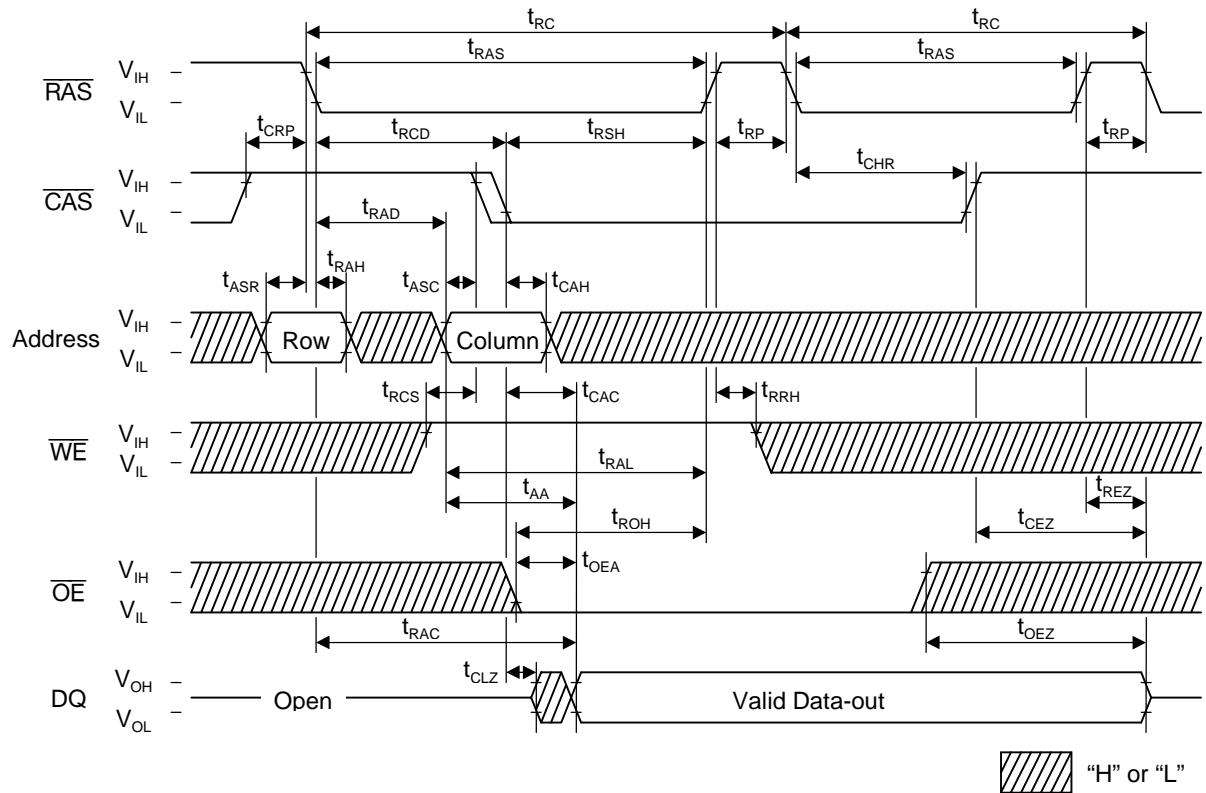 tRC tRC
tRAS tRAS
RAS VIH VIL
tCRP tRCD tRSH tRP tRP
tCHR
CAS VIH VIL
tRAD
tASR tRAH tASC tCAH
Address VIH VIL Row Column
tRCS tCAC tRRH
WE VIH VIL
tRAL
tAA tREZ
tROH tCEZ
tOEA
OE VIH VIL
tRAC tOEZ
tCLZ
DQ VOH VOL Open Valid Data-out
“H” or “L”